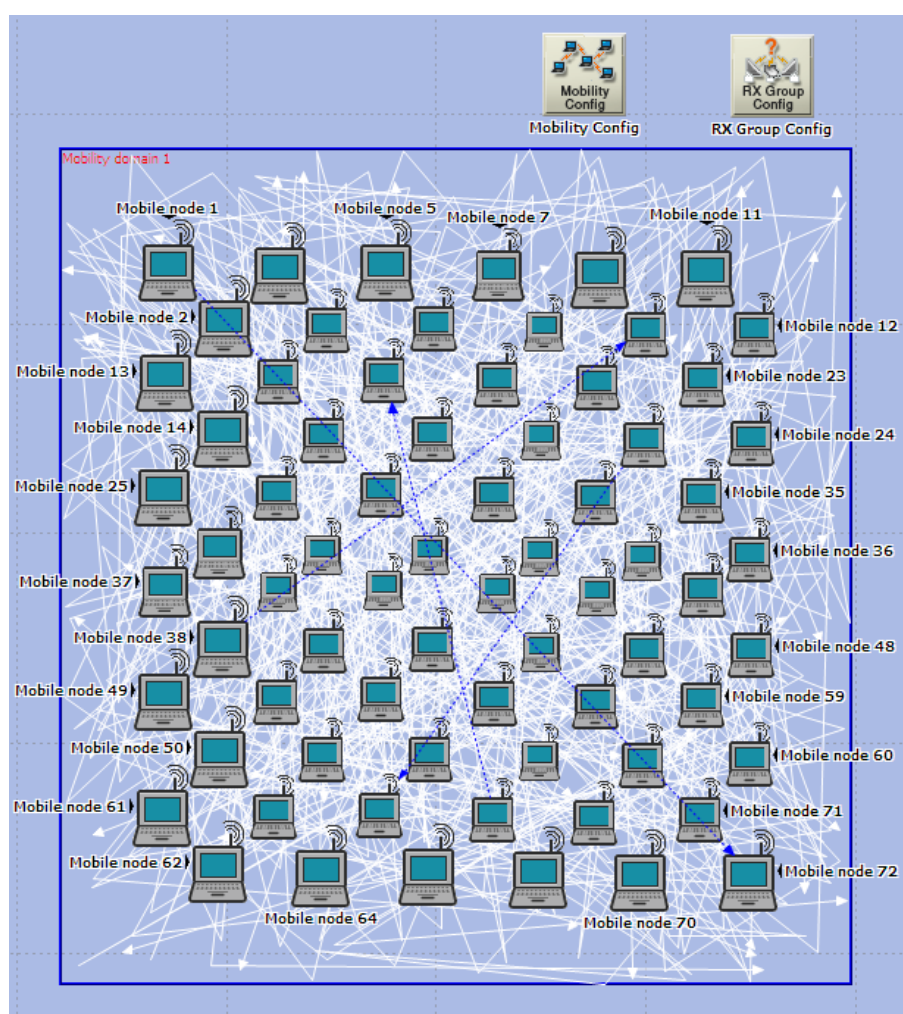 Mobility
Config
RX Group
Config
Mobility Config
RX Group Config
Mobility domain 1
Mobile node 1
Mobile node 5
Mobile node 7
Mobile node 11
Mobile node 2
Mobile node 12
Mobile node 13
Mobile node 23
Mobile node 14
Mobile node 24
Mobile node 25
Mobile node 35
Mobile node 36
Mobile node 37
Mobile node 38
Mobile node 48
Mobile node 49
Mobile node 59
Mobile node 50
Mobile node 60
Mobile node 61
Mobile node 71
Mobile node 62
Mobile node 72
Mobile node 64
Mobile node 70